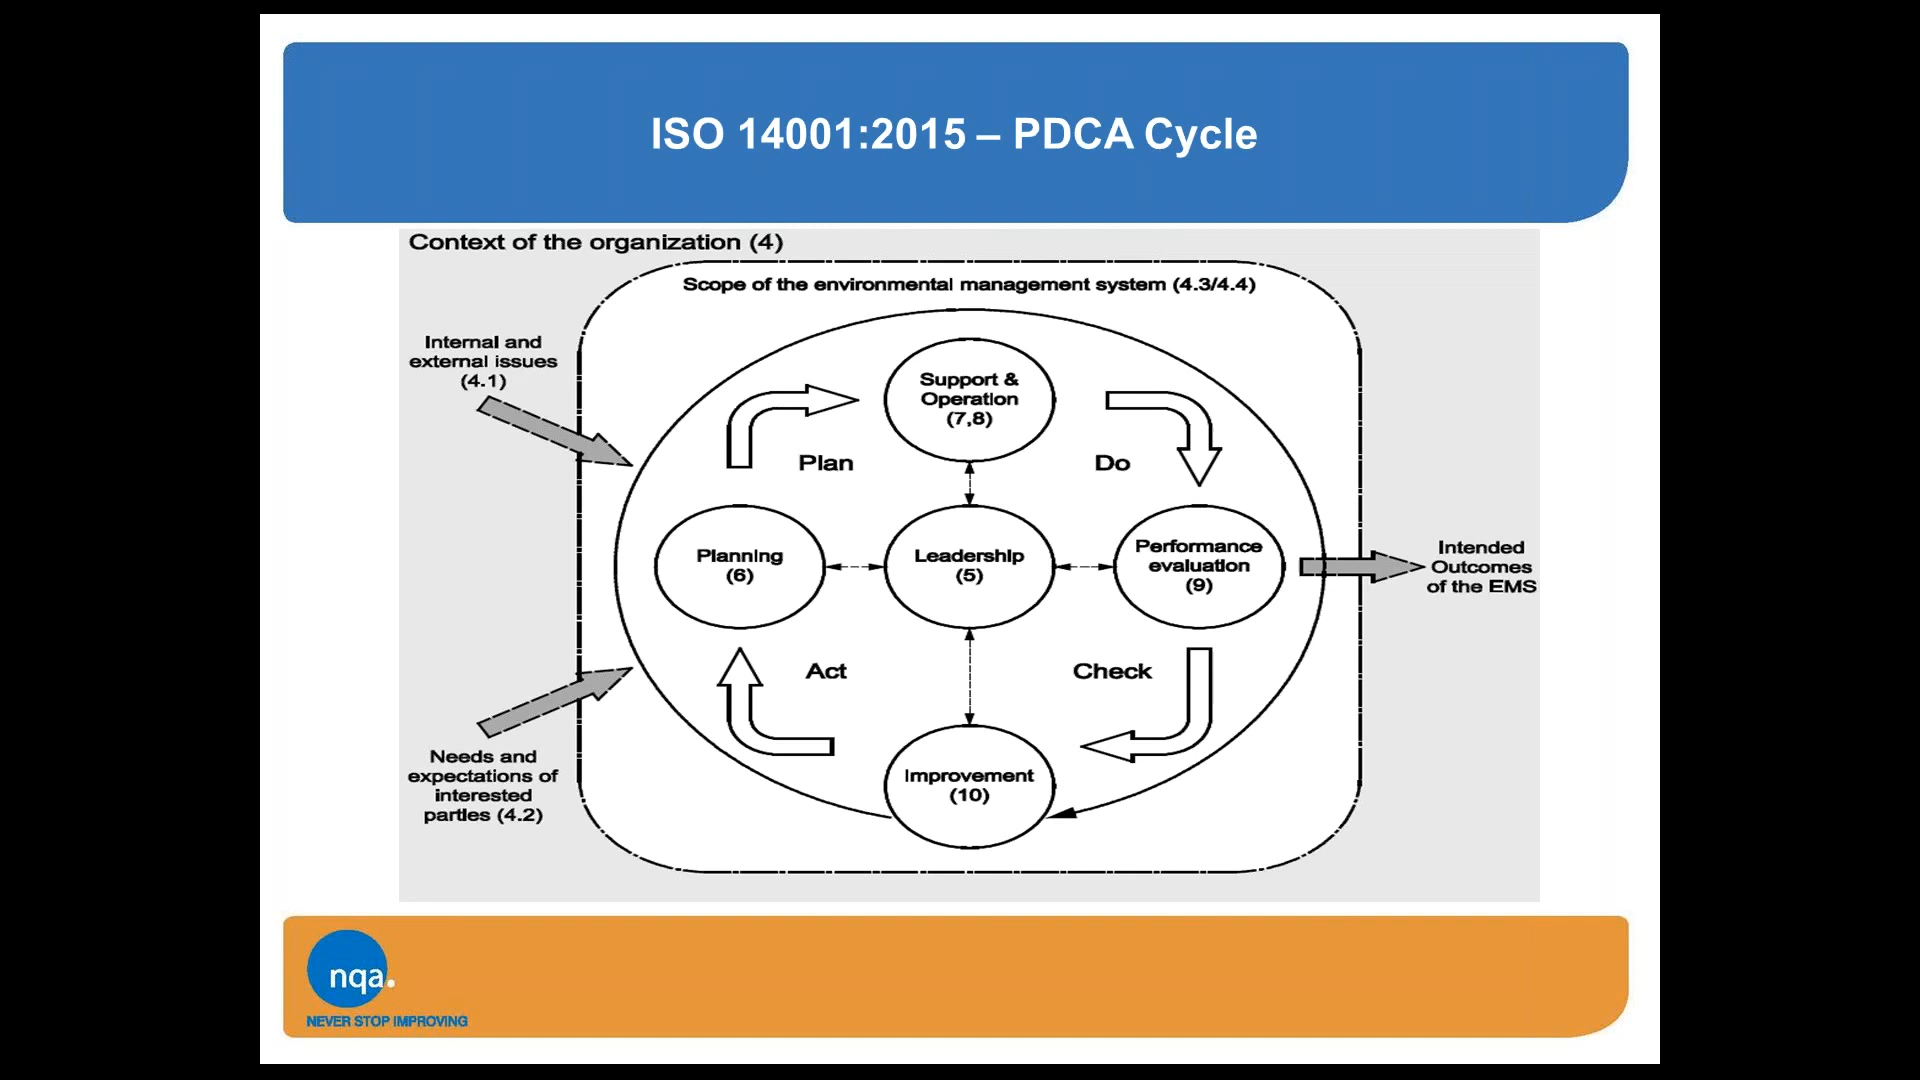 ISO 14001:2015 – PDCA Cycle
Context of the organization (4)
Scope of the environmental management system (4.3/4.4)
Internal and
external issues
(4.1)
Support &
Operation
(7,8)
Plan
Do
Planning
(6)
Leadership
(5)
Performance
evaluation
(9)
Intended
Outcomes
of the EMS
Act
Check
Needs and
expectations of
interested
parties (4.2)
Improvement
(10)
nqa.
NEVER STOP IMPROVING